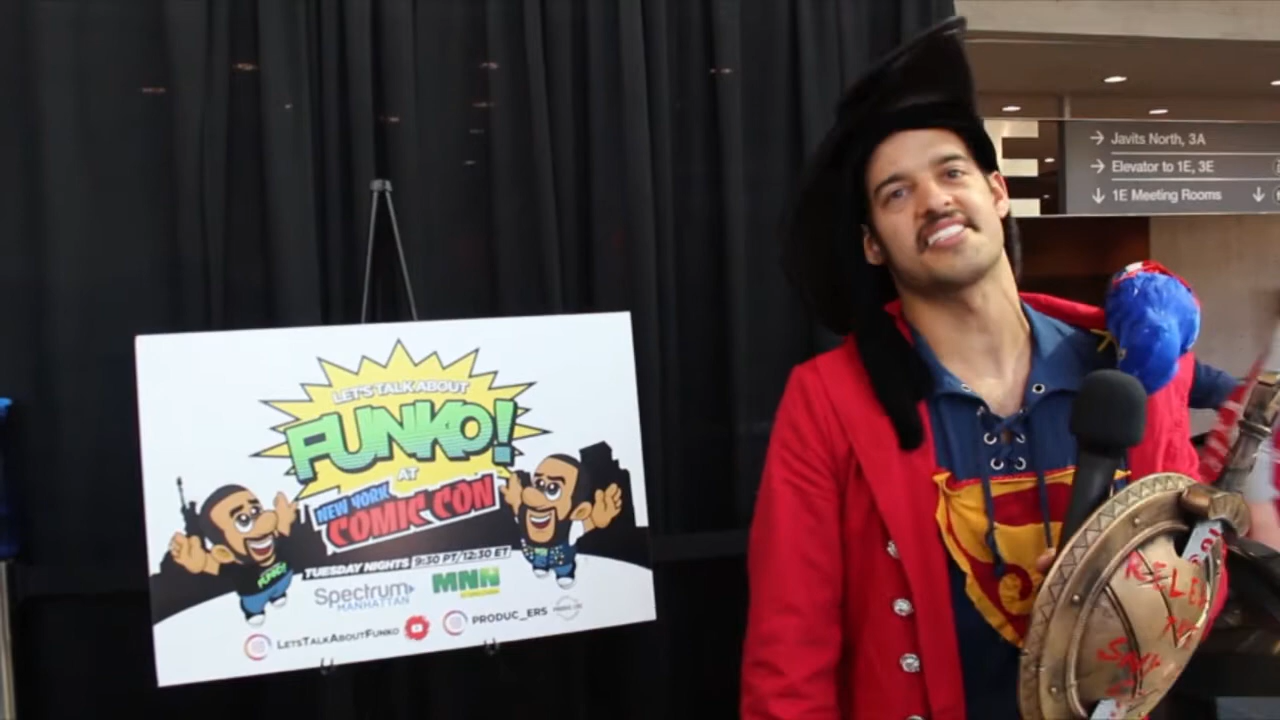 LET'S TALK ABOUT
FUNKO!
AT
NEW YORK
COMIC CON
TUESDAY NIGHTS 9:30 PT/12:30 ET
Spectrum
MANHATTAN
MNN
LETSTALKABOUTFUNKO
PRODUC_ERS
FUNKO
→ Javits North, 3A
→ Elevator to 1E, 3E
↓ 1E Meeting Rooms ↓